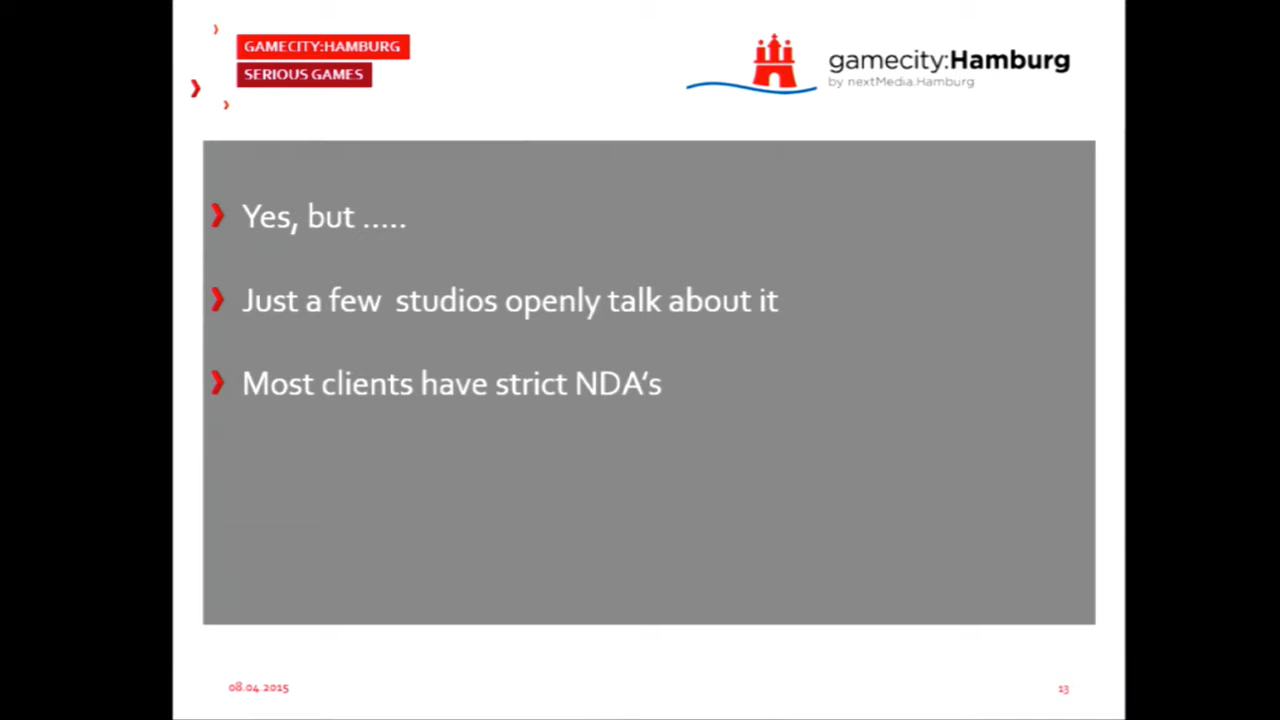 GAMECITY:HAMBURG
SERIOUS GAMES
gamecity:Hamburg
by nextMedia.Hamburg
Yes, but .....
Just a few  studios openly talk about it
Most clients have strict NDA‘s
08.04.2015
13